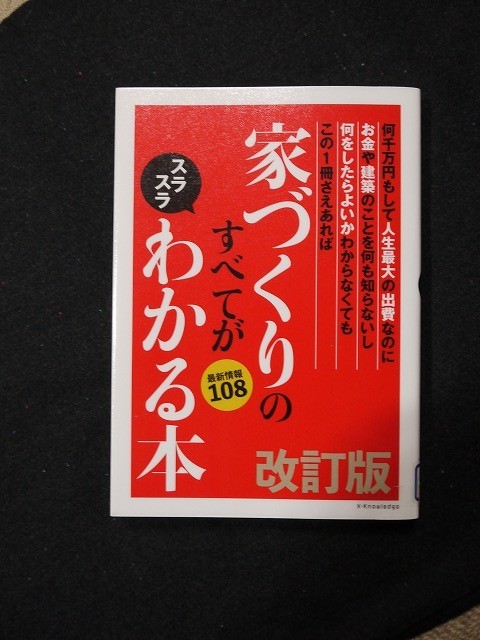 何千万円もして人生最大の出費なのに
お金や建築のことを何も知らないし
何をしたらよいかわからなくても
この1冊さえあれば
家づくりの
すべてが
スラ
スラ
わかる本
最新情報
108
改訂版
X-Knowledge